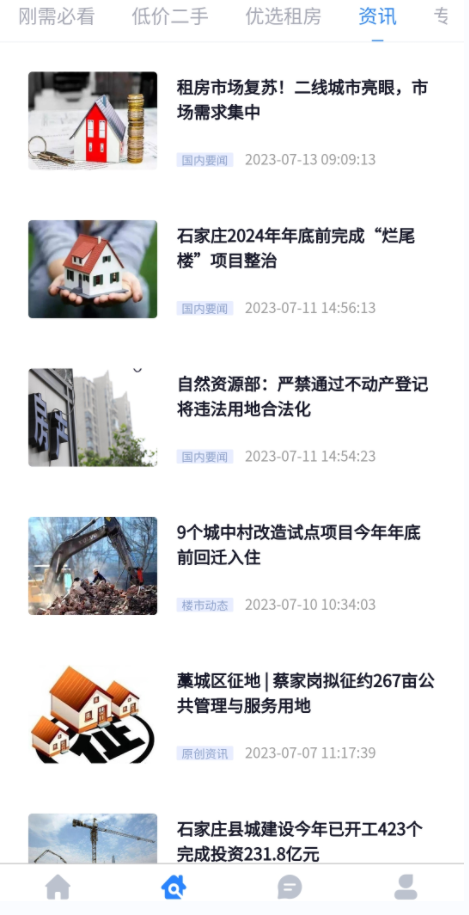 刚需必看 低价二手 优选租房 资讯
租房市场复苏！二线城市亮眼，市
场需求集中
国内要闻 2023-07-13 09:09:13
石家庄2024年年底前完成“烂尾
楼”项目整治
国内要闻 2023-07-11 14:56:13
自然资源部：严禁通过不动产登记
将违法用地合法化
国内要闻 2023-07-11 14:54:23
房产
9个城中村改造试点项目今年年底
前回迁入住
楼市动态 2023-07-10 10:34:03
藁城区征地 | 蔡家岗拟征约267亩公
共管理与服务用地
原创资讯 2023-07-07 11:17:39
征
石家庄县城建设今年已开工423个
完成投资231.8亿元